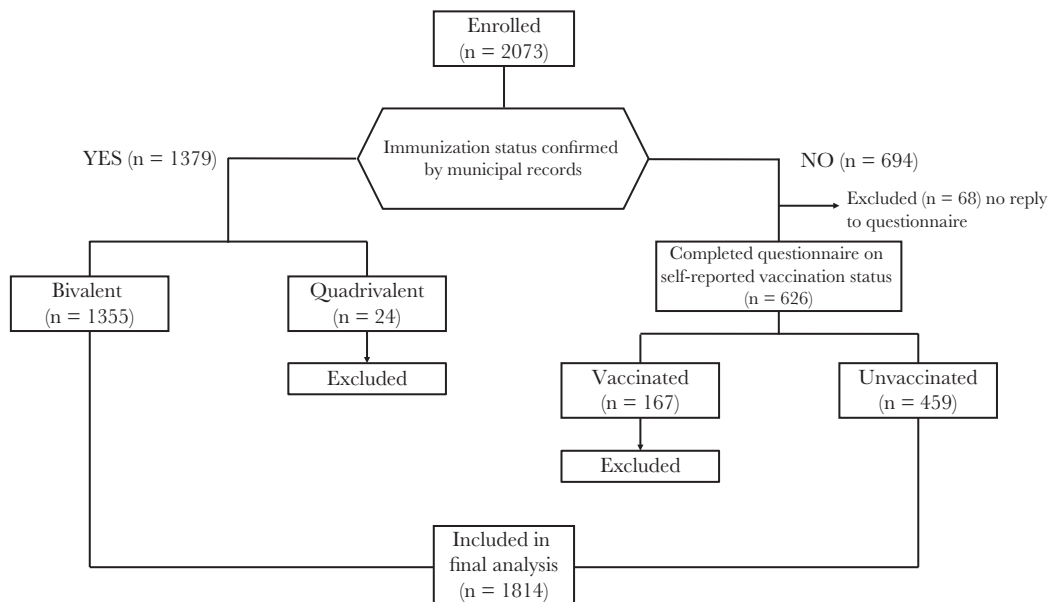 Enrolled
(n = 2073)
Immunization status confirmed
by municipal records
YES (n = 1379)
NO (n = 694)
Excluded (n = 68) no reply
to questionnaire
Completed questionnaire on
self-reported vaccination status
(n = 626)
Bivalent
(n = 1355)
Quadrivalent
(n = 24)
Excluded
Vaccinated
(n = 167)
Unvaccinated
(n = 459)
Excluded
Included in
final analysis
(n = 1814)